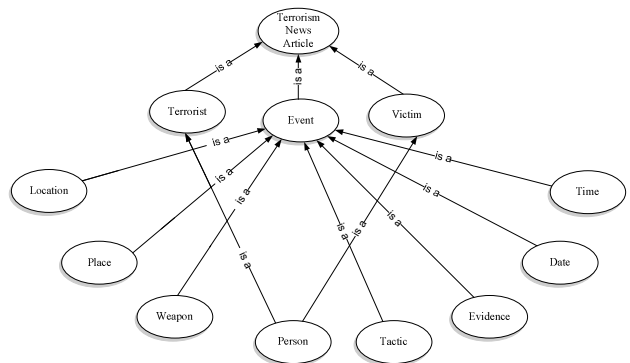 Terrorism
News
Article
is a
is a
is a
Terrorist
Event
Victim
is a
is a
Location
is a
is a
is a
Time
is a
is a
is a
Place
is a
Date
Weapon
Evidence
Person
Tactic